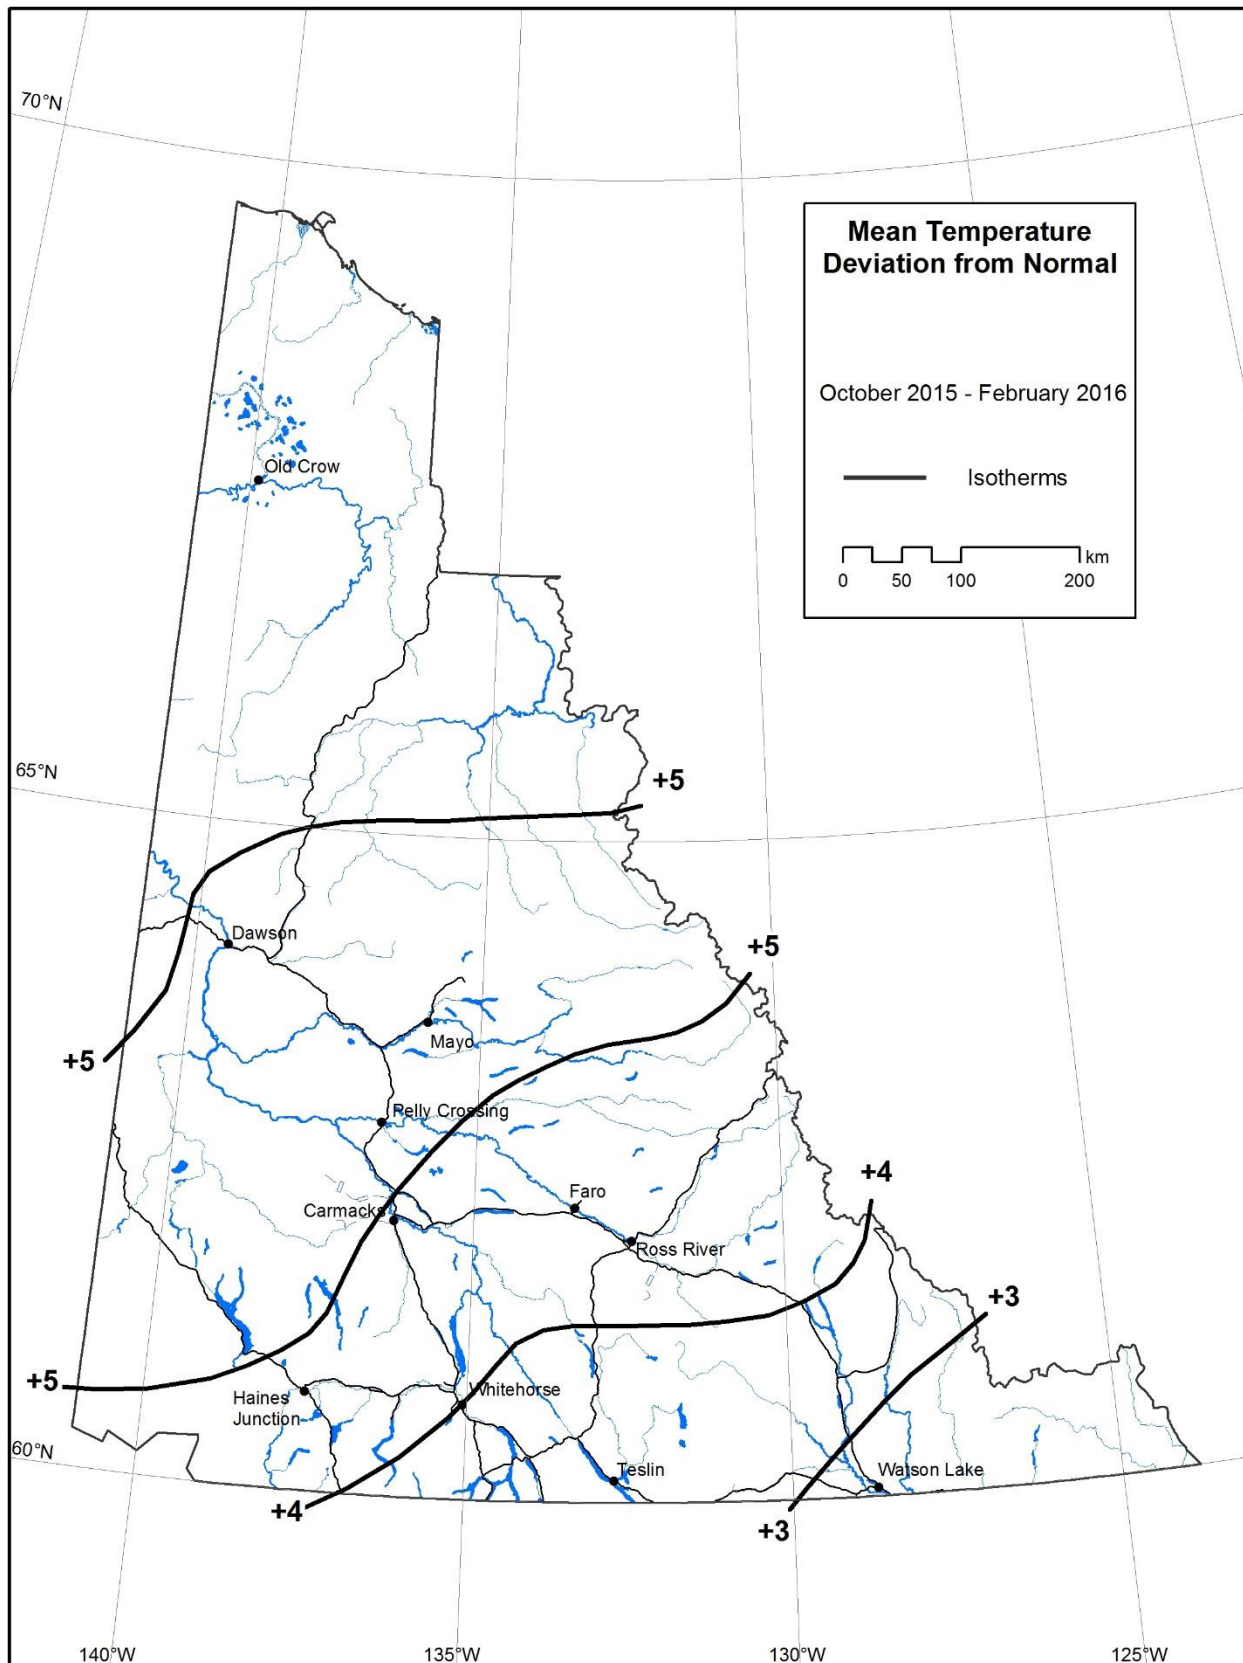 70°N
Mean Temperature
Deviation from Normal
October 2015 - February 2016
Old Crow
Isotherms
km
0 50 100 200
65°N
+5
Dawson
+5
Mayo
+5
Pelly Crossing
+4
Faro
Carmacks
Ross River
+3
+5
Haines
Junction
Whitehorse
60°N
Teslin
Watson Lake
+4
+3
140°W 135°W 130°W 125°W